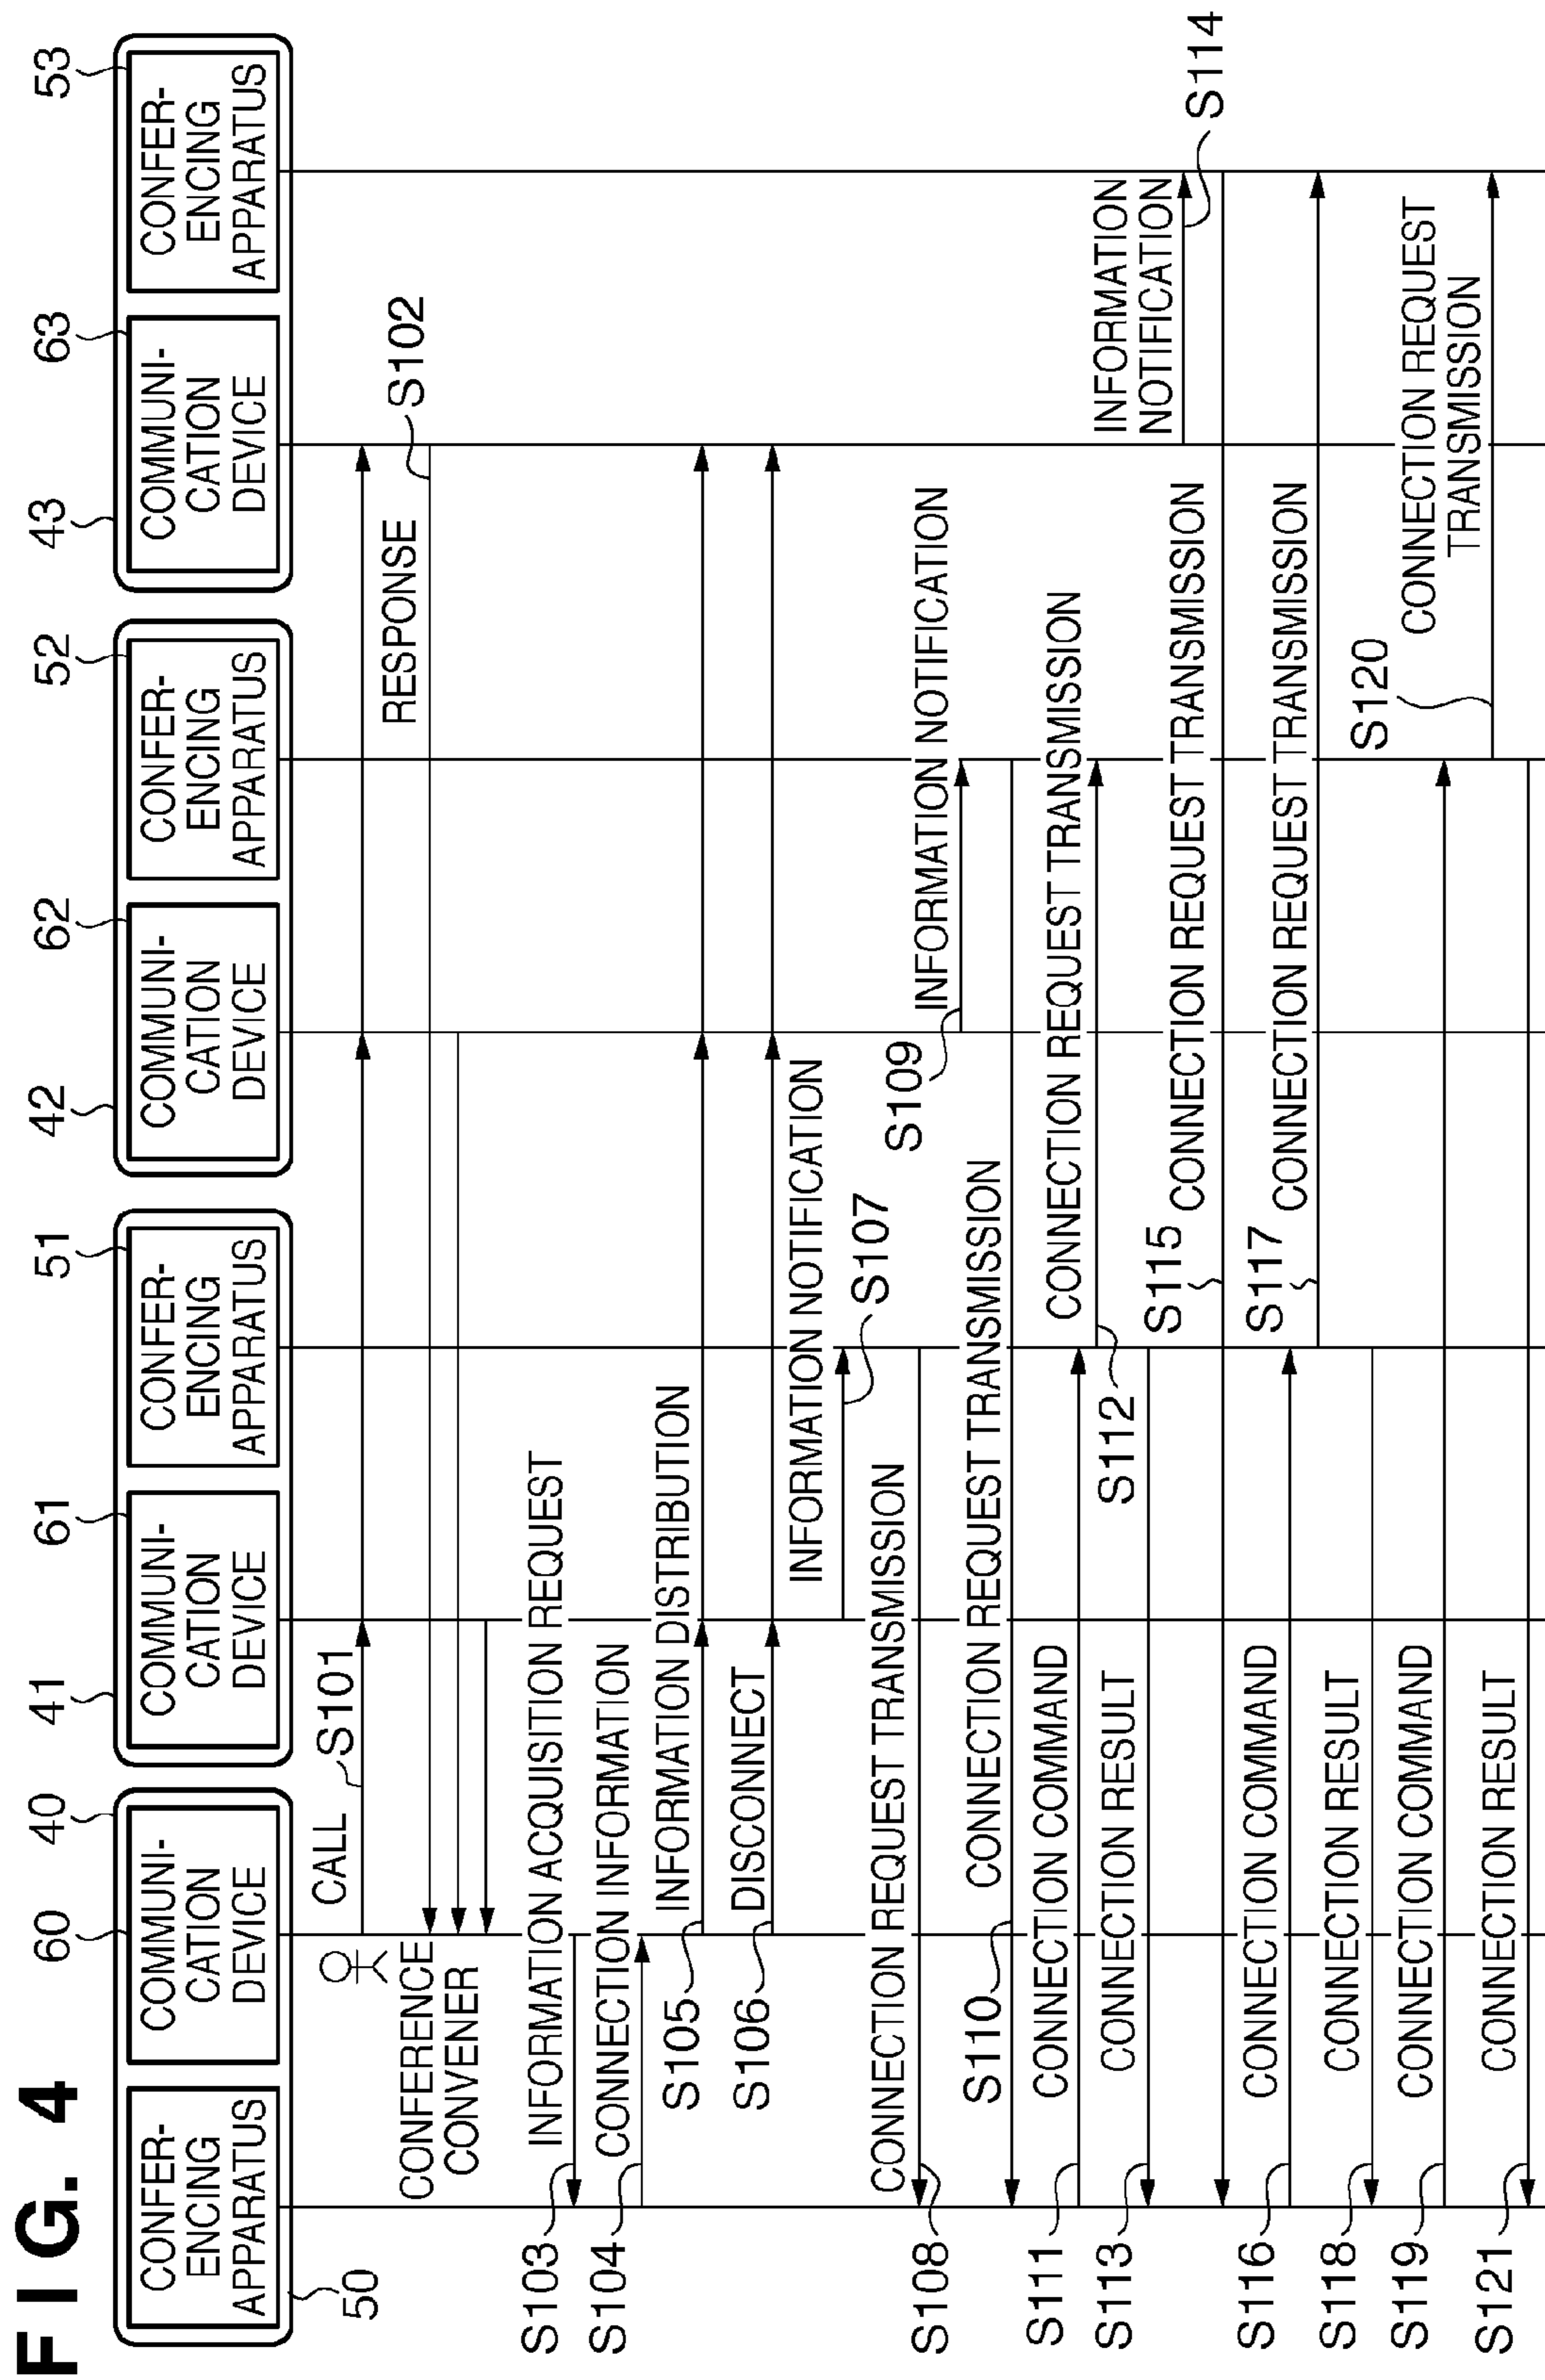 FIG. 4
50
CONFER-
ENCING
APPARATUS
60
40
COMMUNI-
CATION
DEVICE
41
61
COMMUNI-
CATION
DEVICE
51
CONFER-
ENCING
APPARATUS
42
62
COMMUNI-
CATION
DEVICE
52
CONFER-
ENCING
APPARATUS
43
63
COMMUNI-
CATION
DEVICE
53
CONFER-
ENCING
APPARATUS
CALL
S101
CONFERENCE
CONVENER
RESPONSE
S102
S103
INFORMATION ACQUISITION REQUEST
S104
CONNECTION INFORMATION
S105
INFORMATION DISTRIBUTION
S106
DISCONNECT
INFORMATION NOTIFICATION
S107
S108
CONNECTION REQUEST TRANSMISSION
S109
INFORMATION NOTIFICATION
S110
CONNECTION REQUEST TRANSMISSION
S111
CONNECTION COMMAND
S112
CONNECTION REQUEST TRANSMISSION
S113
CONNECTION RESULT
INFORMATION
NOTIFICATION
S114
S115
CONNECTION REQUEST TRANSMISSION
S116
CONNECTION COMMAND
S117
CONNECTION REQUEST TRANSMISSION
S118
CONNECTION RESULT
S119
CONNECTION COMMAND
S120
CONNECTION REQUEST
TRANSMISSION
S121
CONNECTION RESULT